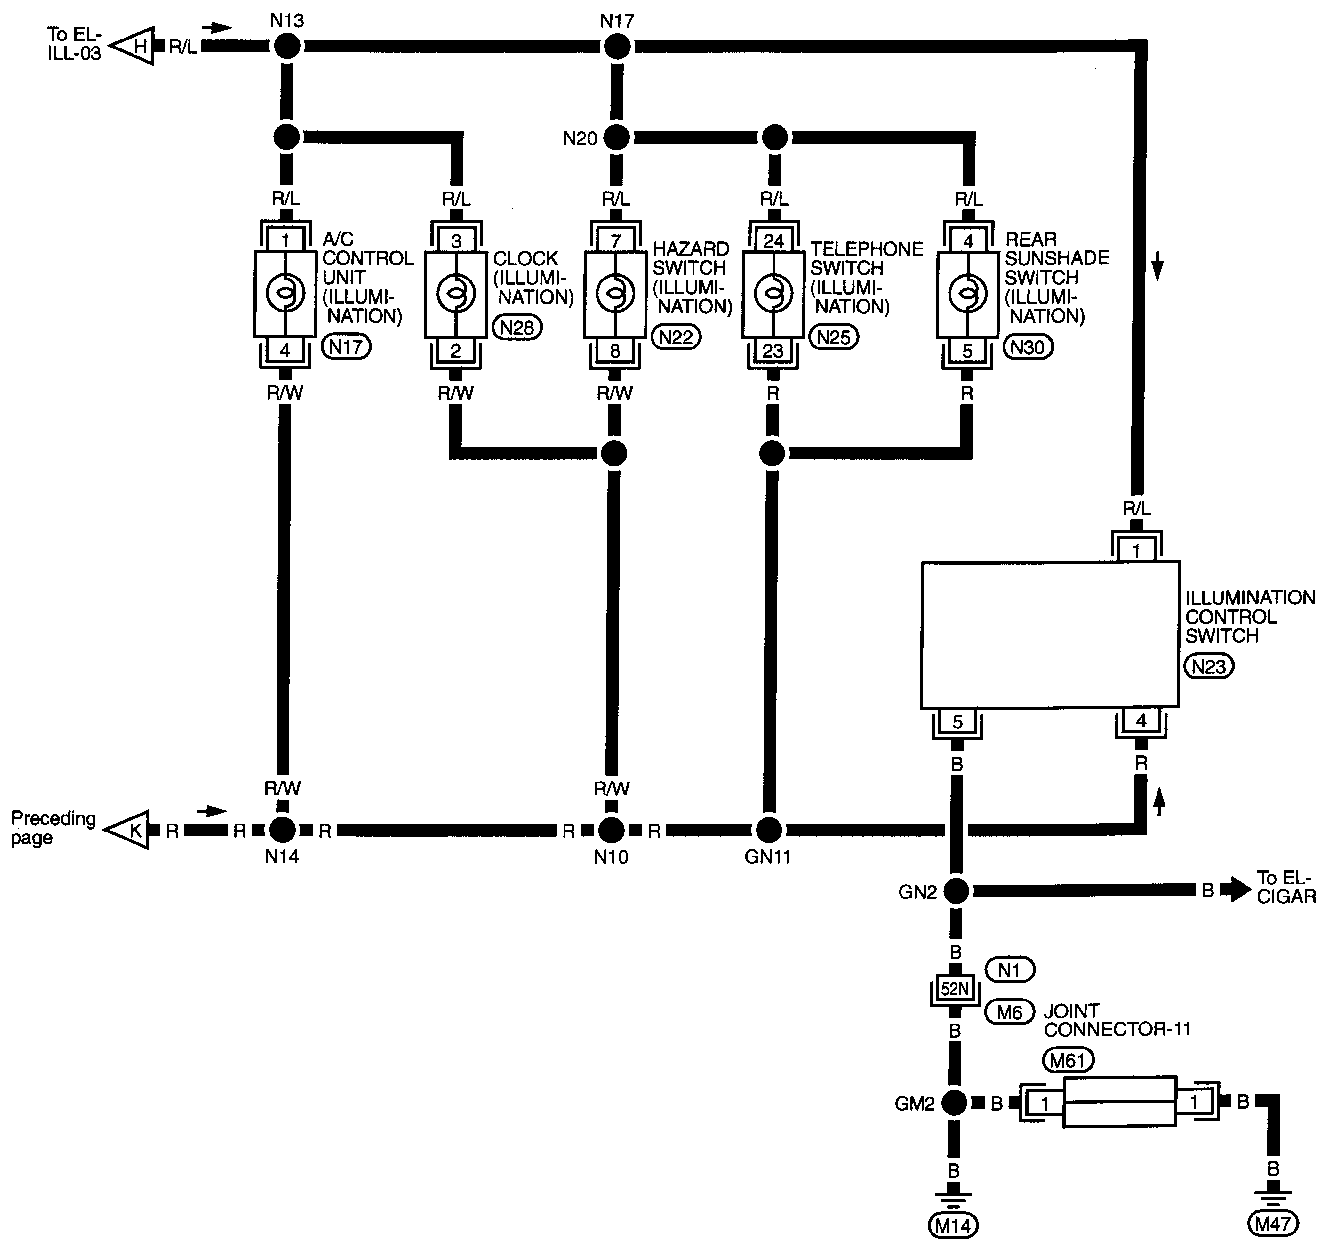 N13
N17
To EL-
ILL-03
H
R/L
N20
R/L
R/L
R/L
R/L
R/L
1
3
7
24
4
A/C
CONTROL
UNIT
(ILLUMI-
NATION)
N17
CLOCK
(ILLUMI-
NATION)
N28
HAZARD
SWITCH
(ILLUMI-
NATION)
N22
TELEPHONE
SWITCH
(ILLUMI-
NATION)
N25
REAR
SUNSHADE
SWITCH
(ILLUMI-
NATION)
N30
4
2
8
23
5
R/W
R/W
R/W
R
R
R/L
1
ILLUMINATION
CONTROL
SWITCH
N23
5
4
B
R
R/W
R/W
Preceding
page
K
R
R
R
R
R
N14
N10
GN11
GN2
B
To EL-
CIGAR
B
52N
N1
M6
B
JOINT
CONNECTOR-11
M61
GM2
B
1
1
B
B
B
M14
M47